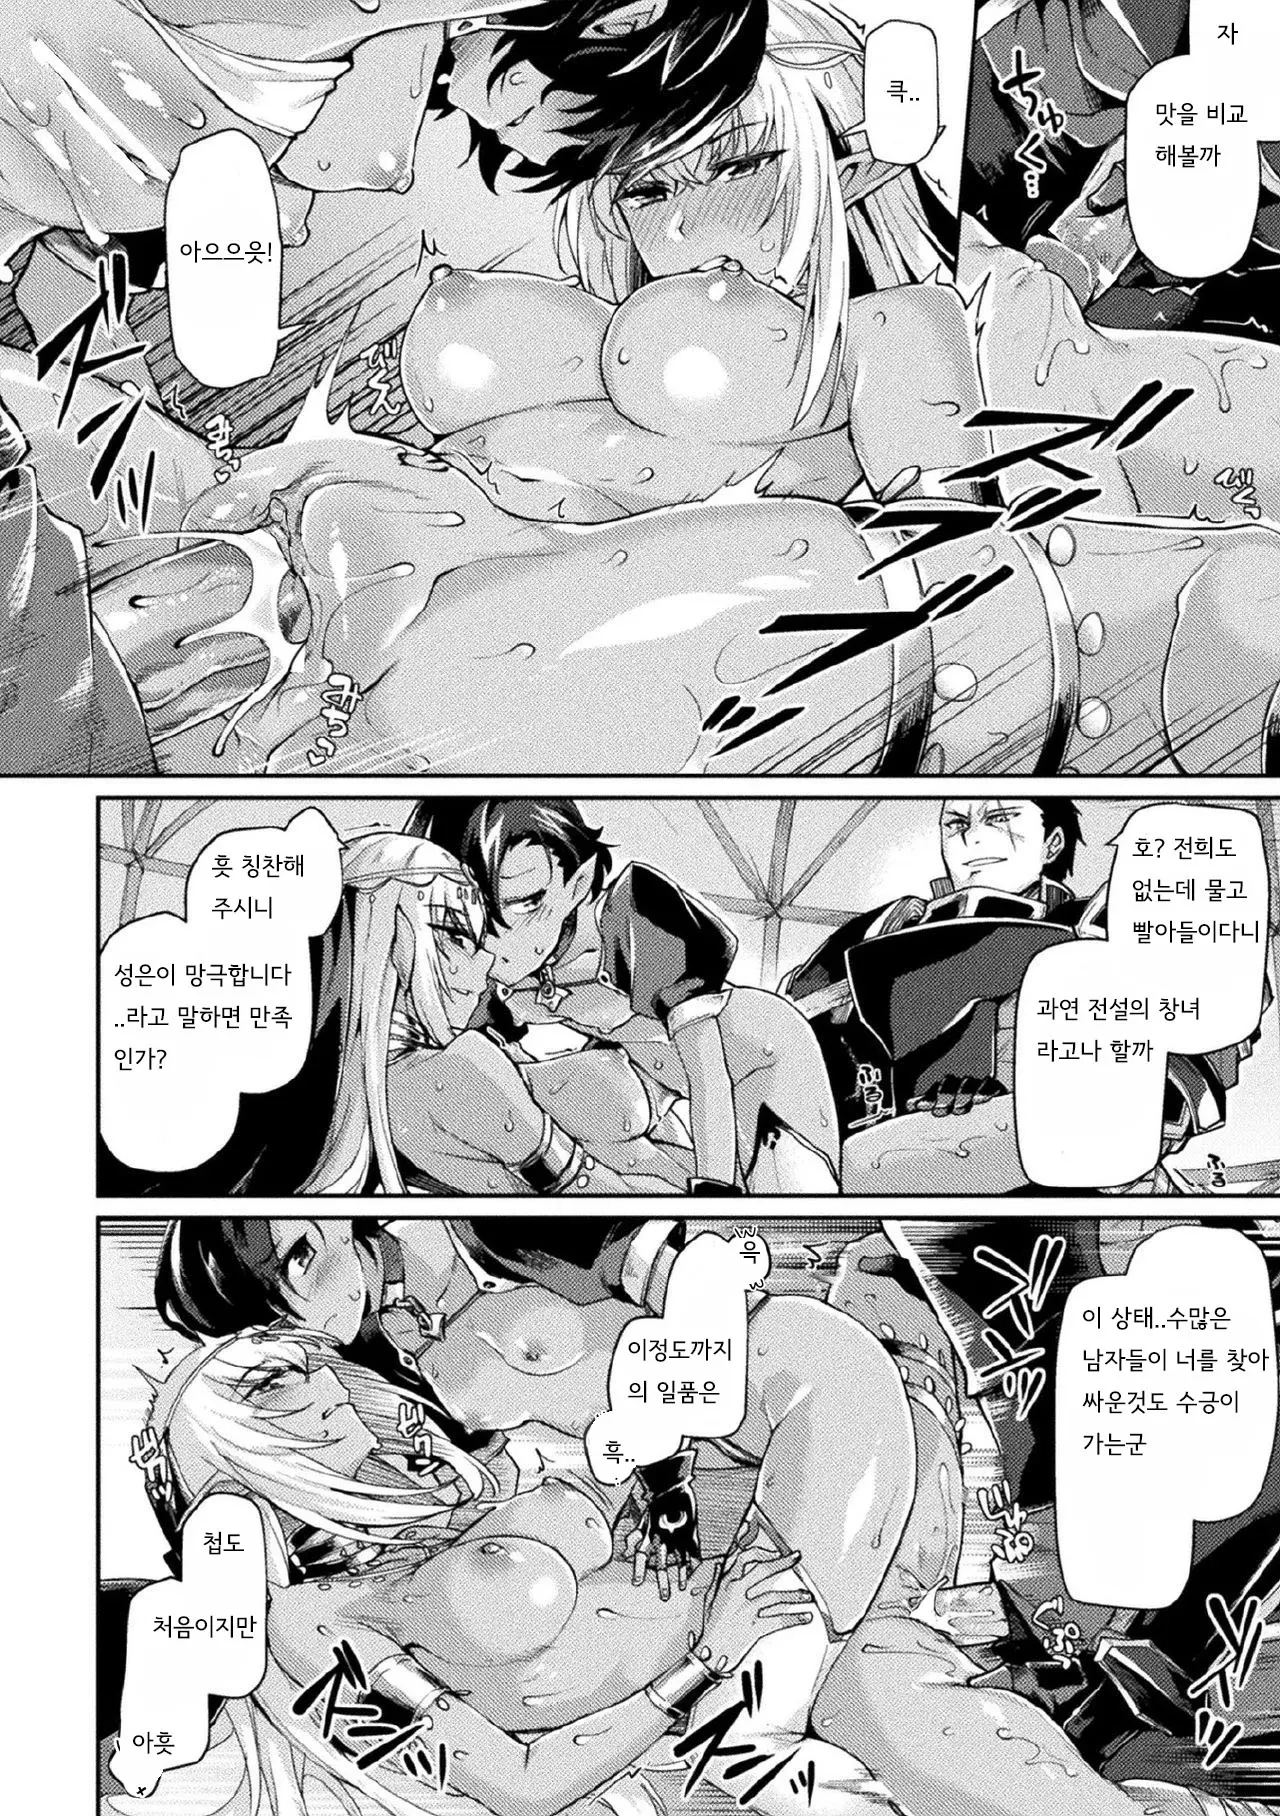 자
맛을 비교
해볼까
ちゅ
く…
큭..
아으으읏!
호? 전희도
없는데 물고
빨아들이다니
과연 전설의 창녀
라고나 할까
흣 칭찬해
주시니
성은이 망극합니다
..라고 말하면 만족
인가?
이 상태..수많은
남자들이 너를 찾아
싸운것도 수긍이
가는군
윽
이정도까지
의 일품은
흑..
첩도
처음이지만
아흣